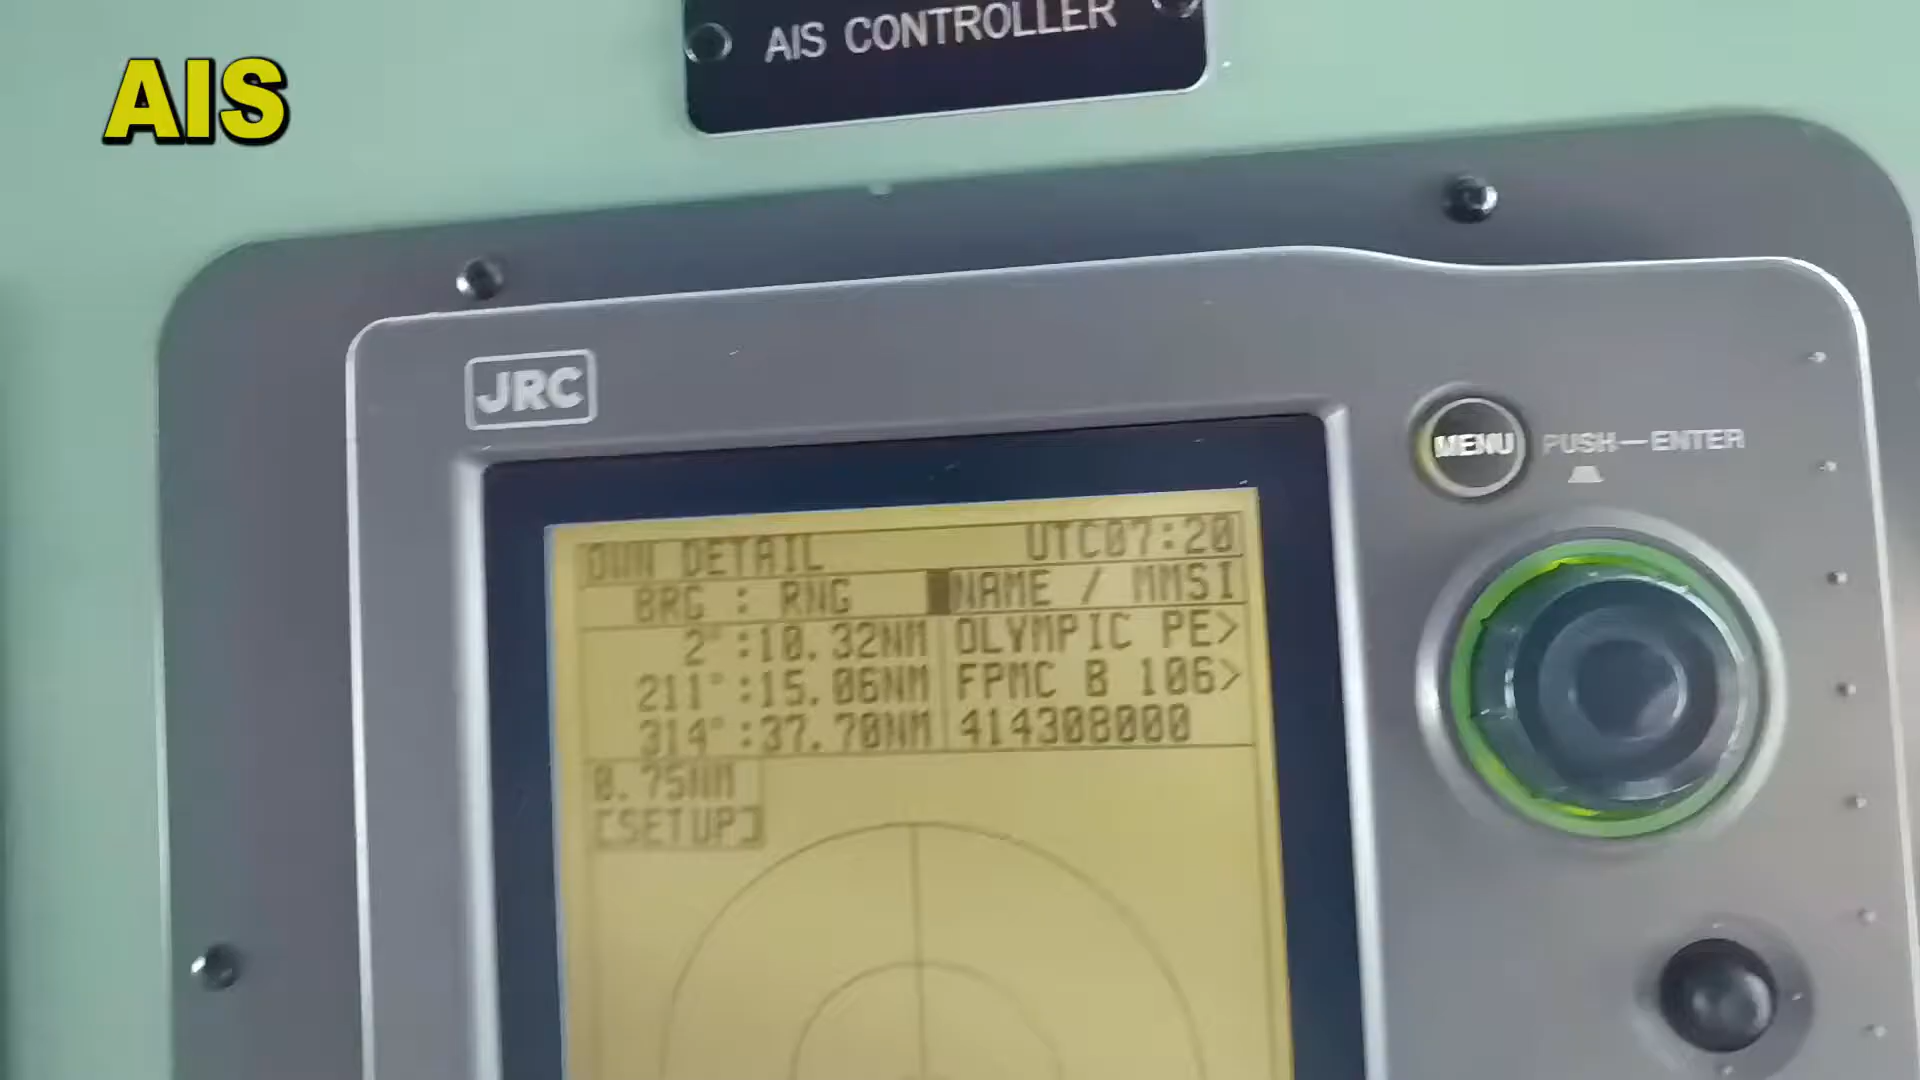 AIS CONTROLLER
AIS
JRC
MENU PUSH—ENTER
OWN DETAIL UTC07:20
BRG : RNG NAME / MMSI
2°:10.32NM OLYMPIC PE>
211°:15.06NM FPMC B 106>
314°:37.70NM 414308000
0.75NM
[SETUP]